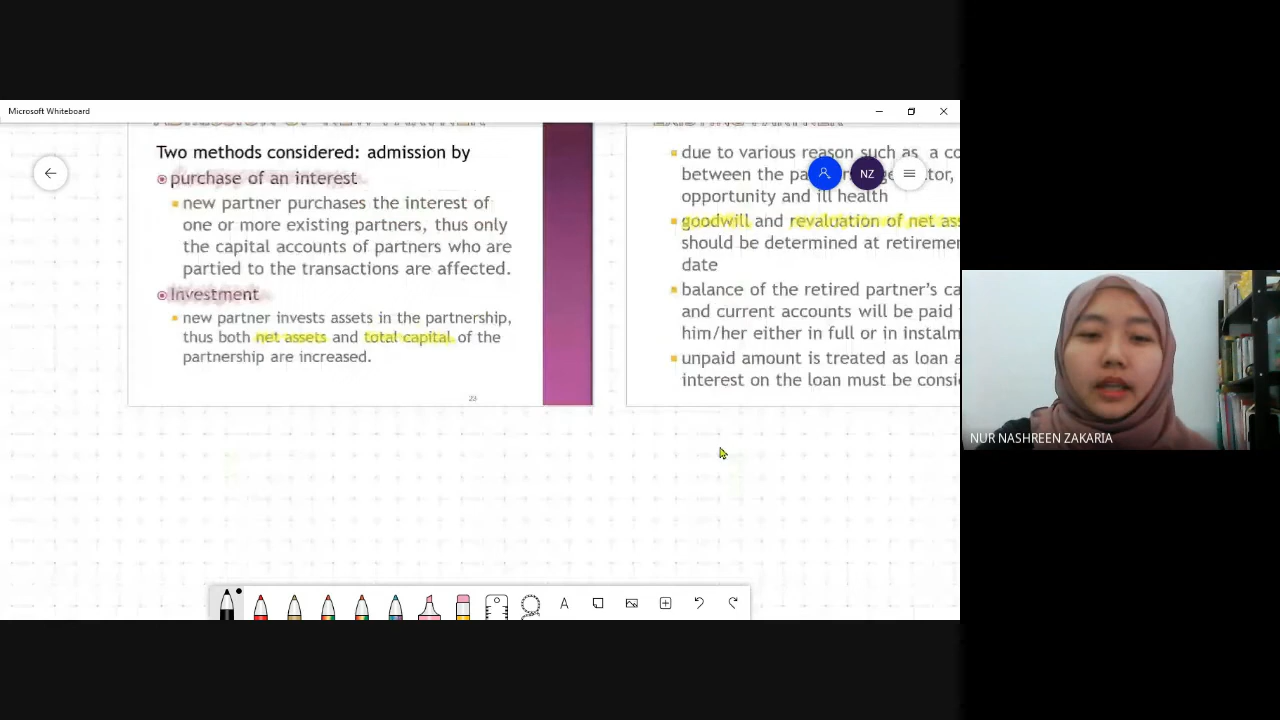 Microsoft Whiteboard
Two methods considered: admission by
purchase of an interest
new partner purchases the interest of
one or more existing partners, thus only
the capital accounts of partners who are
partied to the transactions are affected.
Investment
new partner invests assets in the partnership,
thus both net assets and total capital of the
partnership are increased.
23
due to various reason such as a co
between the pa
opportunity and ill health
goodwill and revaluation of net ass
should be determined at retiremen
date
balance of the retired partner's ca
and current accounts will be paid
him/her either in full or in instalm
unpaid amount is treated as loan a
interest on the loan must be consi
NZ
NUR NASHREEN ZAKARIA
A